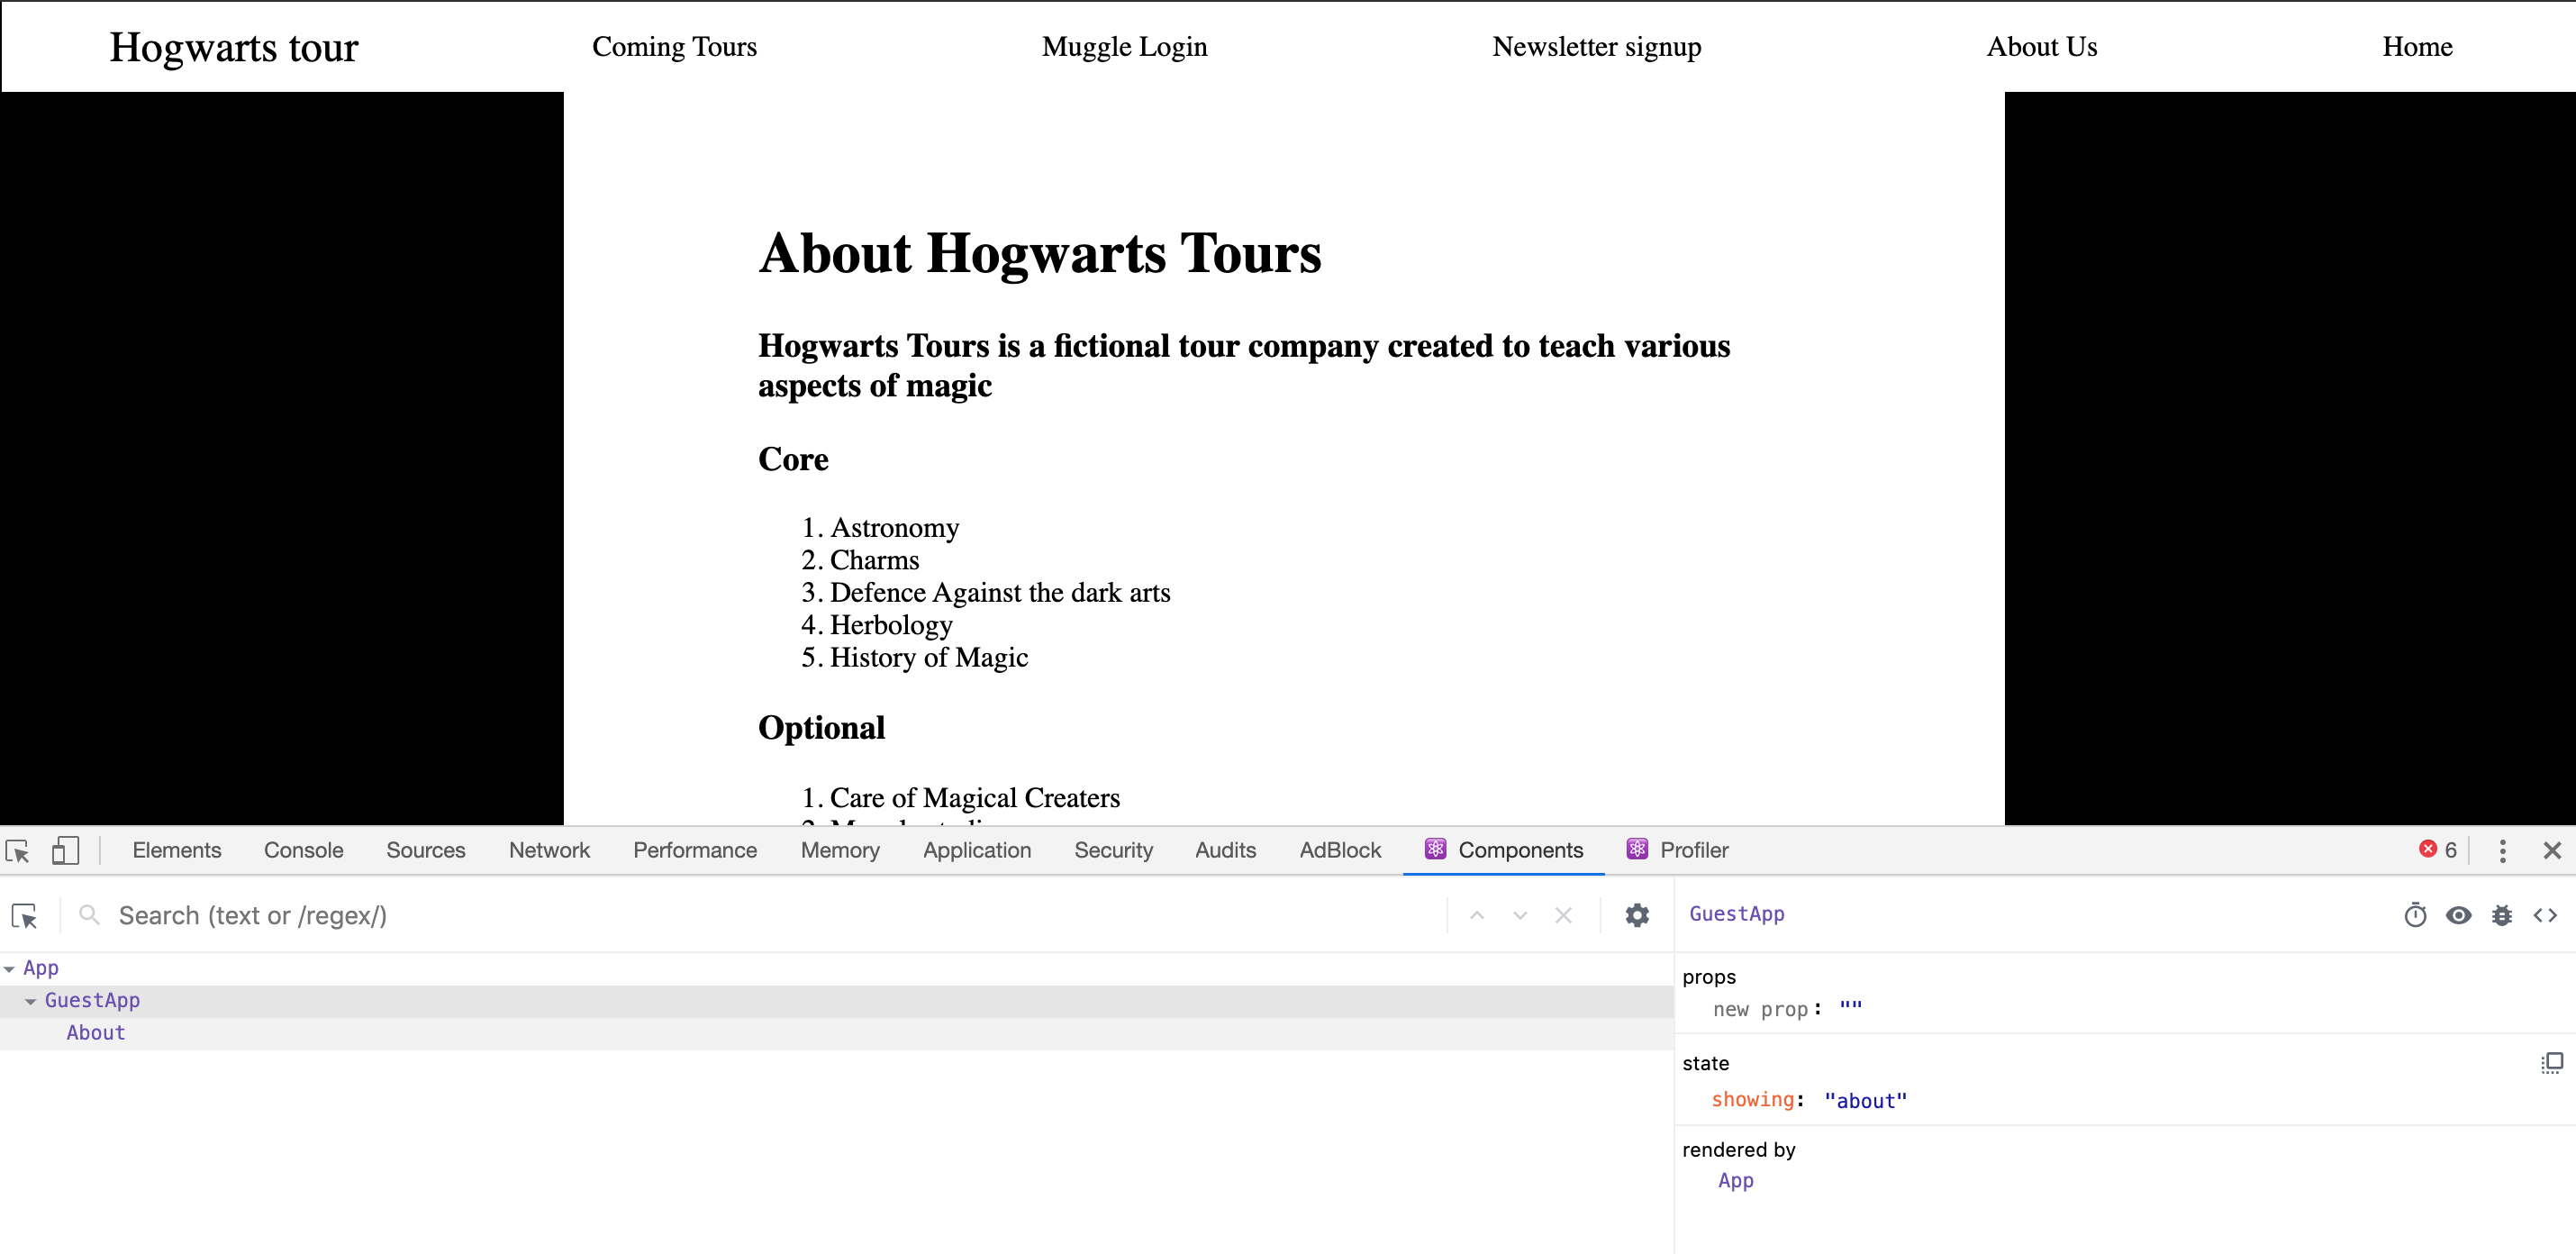 Hogwarts tour Coming Tours Muggle Login Newsletter signup About Us Home
About Hogwarts Tours
Hogwarts Tours is a fictional tour company created to teach various
aspects of magic
Core
1. Astronomy
2. Charms
3. Defence Against the dark arts
4. Herbology
5. History of Magic
Optional
1. Care of Magical Creaters
Elements Console Sources Network Performance Memory Application Security Audits AdBlock Components Profiler 6
Search (text or /regex/)
App
GuestApp
About
GuestApp
props
new prop: ""
state
showing: "about"
rendered by
App